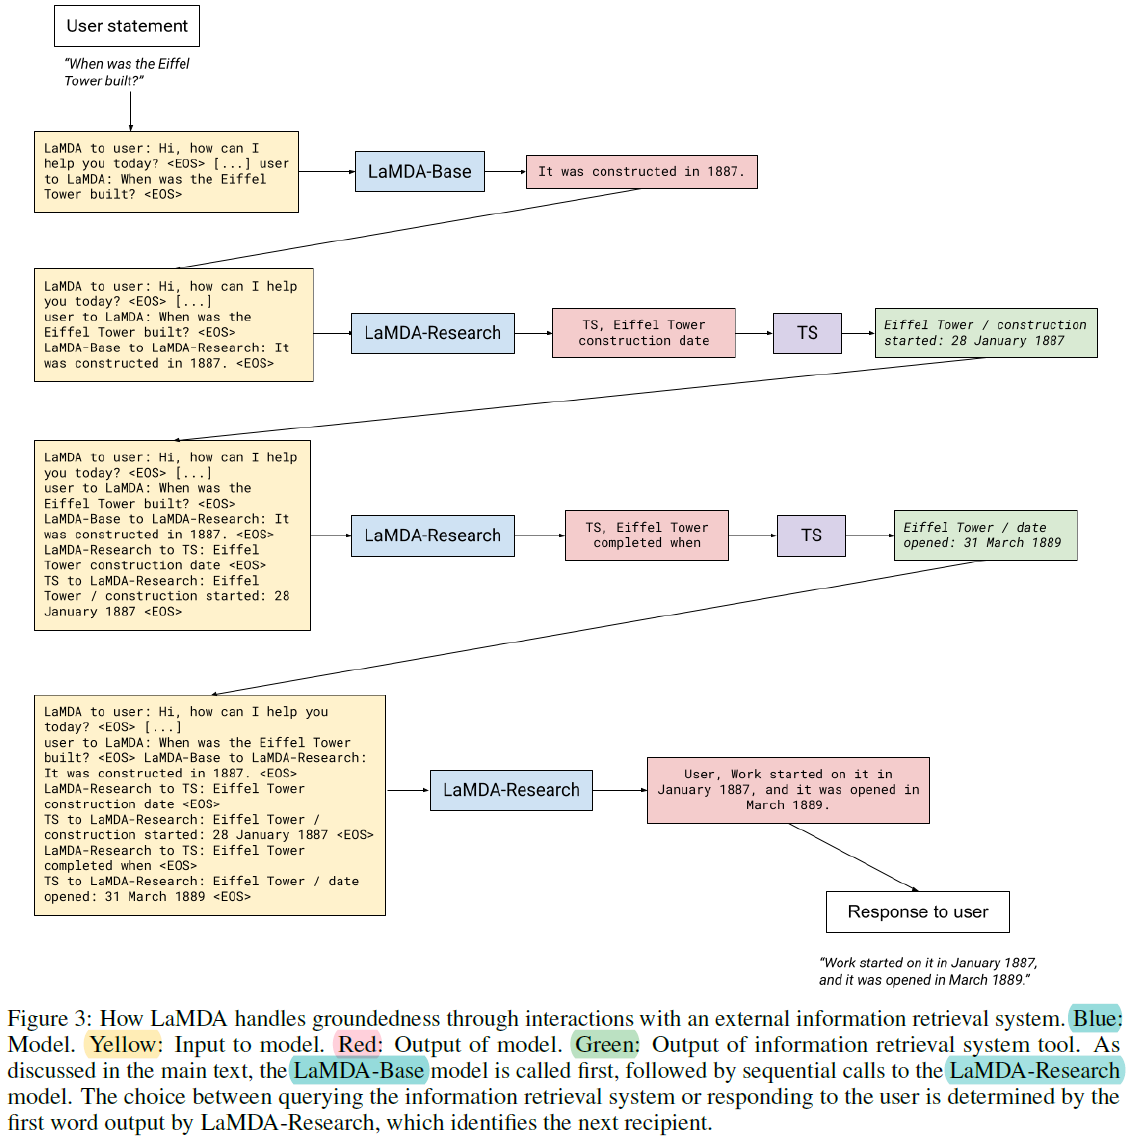 User statement
“When was the Eiffel
Tower built?”
LaMDA to user: Hi, how can I
help you today? <EOS> [...] user
to LaMDA: When was the Eiffel
Tower built? <EOS>
LaMDA-Base
It was constructed in 1887.
LaMDA to user: Hi, how can I help
you today? <EOS> [...]
user to LaMDA: When was the
Eiffel Tower built? <EOS>
LaMDA-Base to LaMDA-Research: It
was constructed in 1887. <EOS>
LaMDA-Research
TS, Eiffel Tower
construction date
TS
Eiffel Tower / construction
started: 28 January 1887
LaMDA to user: Hi, how can I help
you today? <EOS> [...]
user to LaMDA: When was the
Eiffel Tower built? <EOS>
LaMDA-Base to LaMDA-Research: It
was constructed in 1887. <EOS>
LaMDA-Research to TS: Eiffel
Tower construction date <EOS>
TS to LaMDA-Research: Eiffel
Tower / construction started: 28
January 1887 <EOS>
LaMDA-Research
TS, Eiffel Tower
completed when
TS
Eiffel Tower / date
opened: 31 March 1889
LaMDA to user: Hi, how can I help you
today? <EOS> [...]
user to LaMDA: When was the Eiffel Tower
built? <EOS> LaMDA-Base to LaMDA-Research:
It was constructed in 1887. <EOS>
LaMDA-Research to TS: Eiffel Tower
construction date <EOS>
TS to LaMDA-Research: Eiffel Tower /
construction started: 28 January 1887 <EOS>
LaMDA-Research to TS: Eiffel Tower
completed when <EOS>
TS to LaMDA-Research: Eiffel Tower / date
opened: 31 March 1889 <EOS>
LaMDA-Research
User, Work started on it in
January 1887, and it was opened in
March 1889.
Response to user
“Work started on it in January 1887,
and it was opened in March 1889.”
Figure 3: How LaMDA handles groundedness through interactions with an external information retrieval system. Blue:
Model. Yellow: Input to model. Red: Output of model. Green: Output of information retrieval system tool. As
discussed in the main text, the LaMDA-Base model is called first, followed by sequential calls to the LaMDA-Research
model. The choice between querying the information retrieval system or responding to the user is determined by the
first word output by LaMDA-Research, which identifies the next recipient.